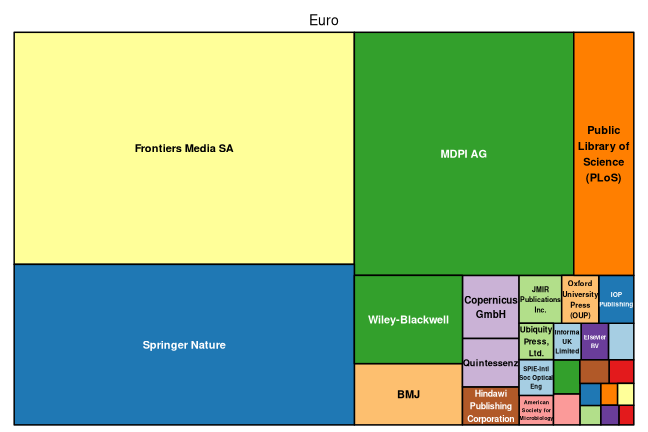 Euro
Frontiers Media SA
MDPI AG
Public
Library of
Science
(PLoS)
Springer Nature
Wiley-Blackwell
BMJ
Copernicus
GmbH
Quintessenz
Hindawi
Publishing
Corporation
JMIR
Publications
Inc.
Oxford
University
Press
(OUP)
IOP
Publishing
Ubiquity
Press,
Ltd.
Informa
UK
Limited
Elsevier
BV
SPIE-Intl
Soc Optical
Eng
American
Society for
Microbiology